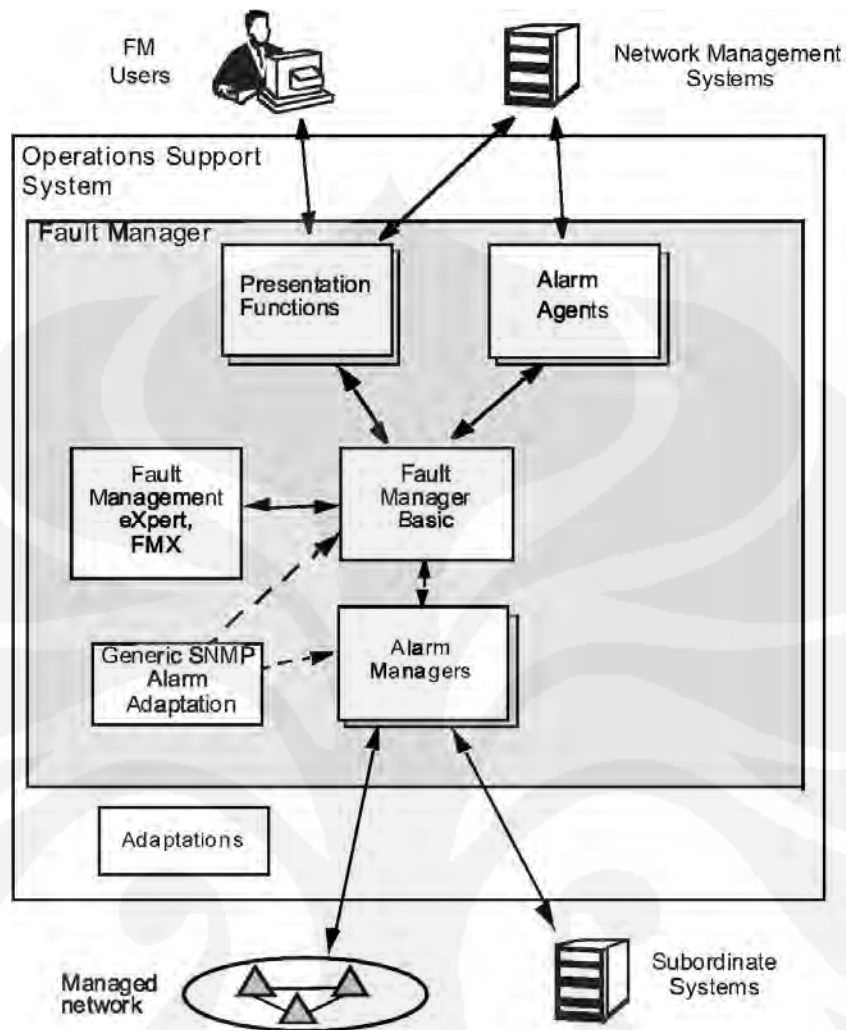 FM
Users
Network Management
Systems
Operations Support
System
Fault Manager
Presentation
Functions
Alarm
Agents
Fault
Management
eXpert,
FMX
Fault
Manager
Basic
Generic SNMP
Alarm
Adaptation
Alarm
Managers
Adaptations
Managed
network
Subordinate
Systems